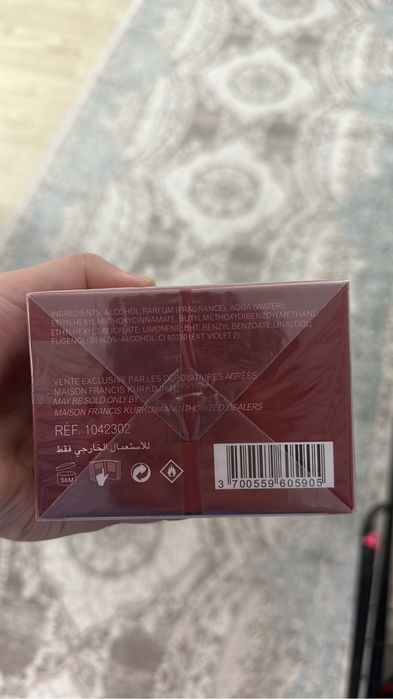 INGREDIENTS: ALCOHOL, PARFUM (FRAGRANCE), AQUA (WATER);
ETHYLHEXYL METHOXYCINNAMATE; BUTYLMETHOXYDIBENZOYLMETHANE;
ETHYLHEXYL SALICYLATE; LIMONENE; BHT; BENZYL BENZOATE; LINALOOL;
EUGENOL; BENZYL ALCOHOL; CI 60730 (EXT. VIOLET 2).
VENTE EXCLUSIVE PAR LES DÉPOSITAIRES AGRÉÉS
MAISON FRANCIS KURKDJIAN
MAY BE SOLD ONLY BY
MAISON FRANCIS KURKDJIAN AUTHORIZED DEALERS
RÉF. 1042302
للاستعمال الخارجي فقط
36M
3 700559 605905